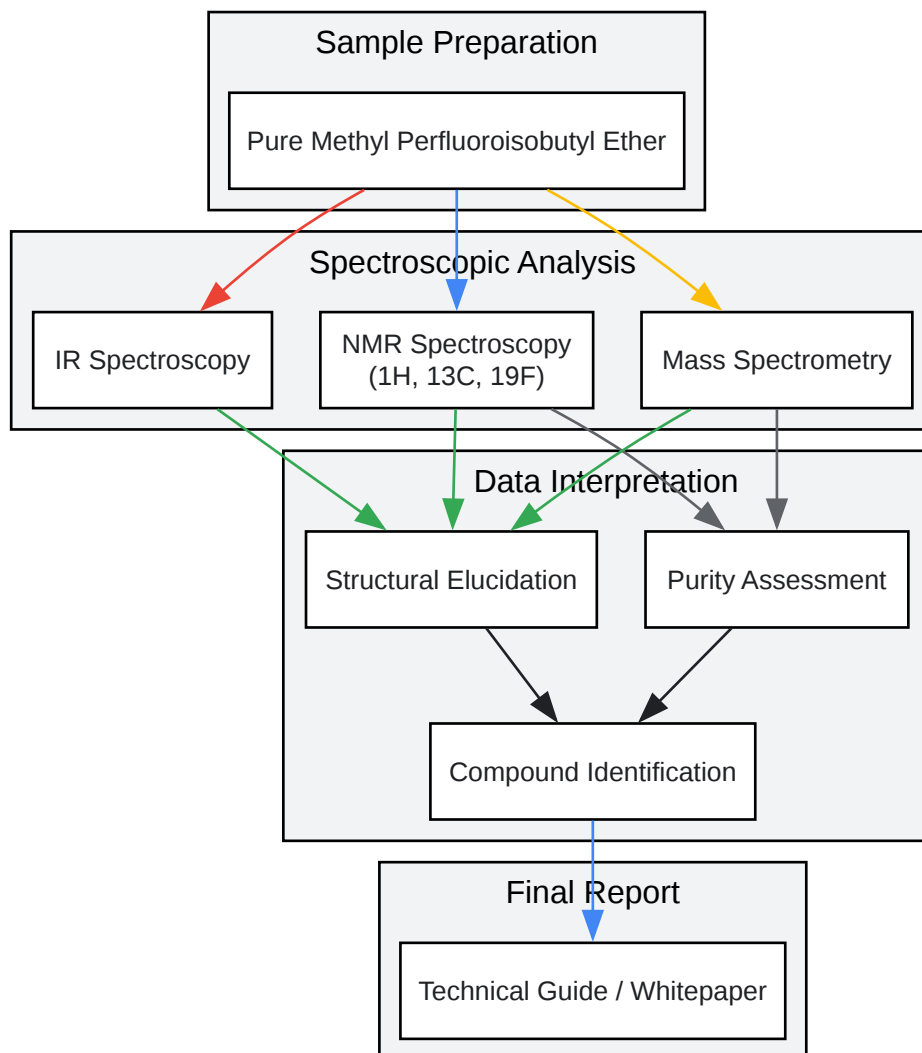 Sample Preparation
Pure Methyl Perfluoroisobutyl Ether
Spectroscopic Analysis
IR Spectroscopy
NMR Spectroscopy
(1H, 13C, 19F)
Mass Spectrometry
Data Interpretation
Structural Elucidation
Purity Assessment
Compound Identification
Final Report
Technical Guide / Whitepaper